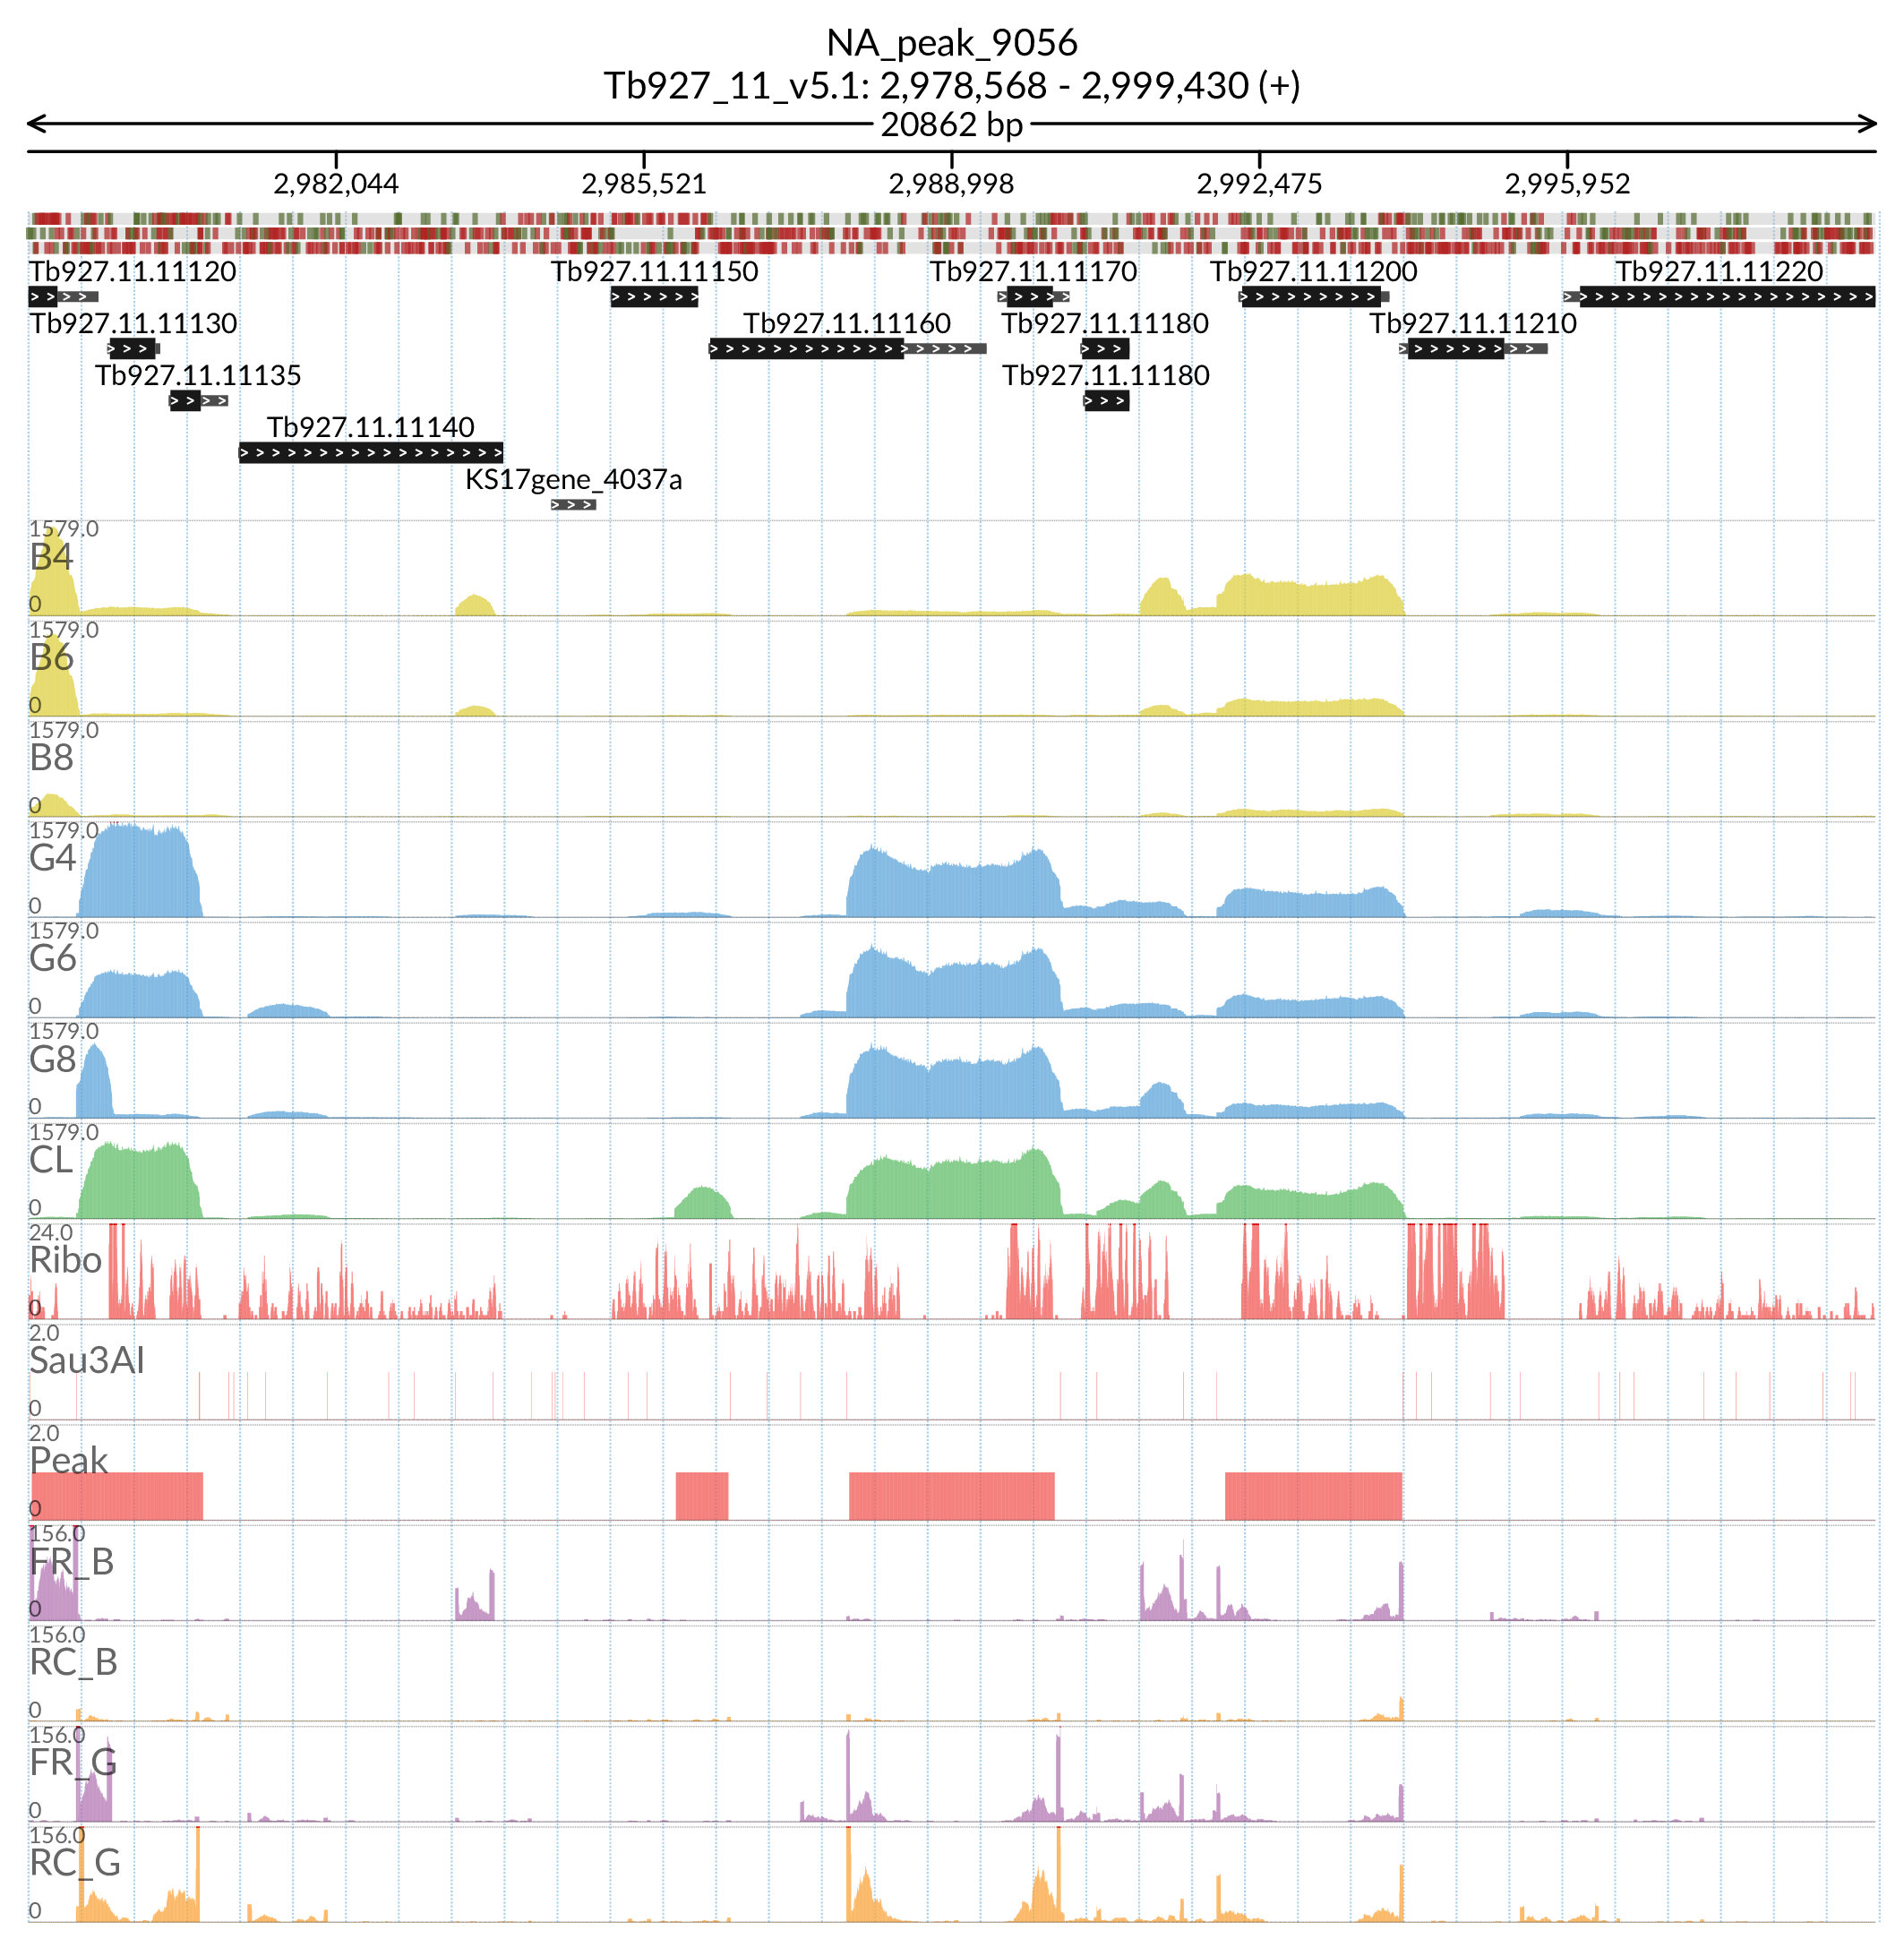 NA_peak_9056
Tb927_11_v5.1: 2,978,568 - 2,999,430 (+)
20862 bp
2,982,044 2,985,521 2,988,998 2,992,475 2,995,952
Tb927.11.11120 Tb927.11.11150 Tb927.11.11170 Tb927.11.11200 Tb927.11.11220
Tb927.11.11130 Tb927.11.11160 Tb927.11.11180 Tb927.11.11210
Tb927.11.11135 Tb927.11.11180
Tb927.11.11140
KS17gene_4037a
1579.0
B4
0
1579.0
B6
0
1579.0
B8
0
1579.0
G4
0
1579.0
G6
0
1579.0
G8
0
1579.0
CL
0
24.0
Ribo
0
2.0
Sau3AI
0
2.0
Peak
0
156.0
FR_B
0
156.0
RC_B
0
156.0
FR_G
0
156.0
RC_G
0